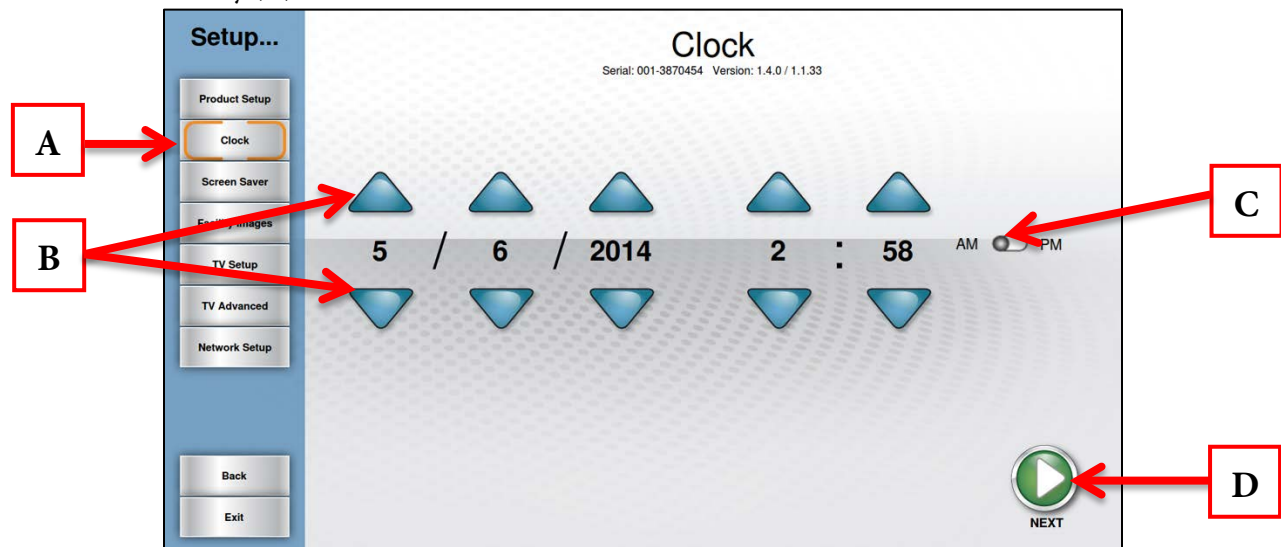 Setup...
Clock
Serial: 001-3870454 Version: 1.4.0 / 1.1.33
Product Setup
A
Clock
Screen Saver
C
Facility Images
B
5 / 6 / 2014 2 : 58 AM PM
TV Setup
TV Advanced
Network Setup
Back
D
Exit
NEXT